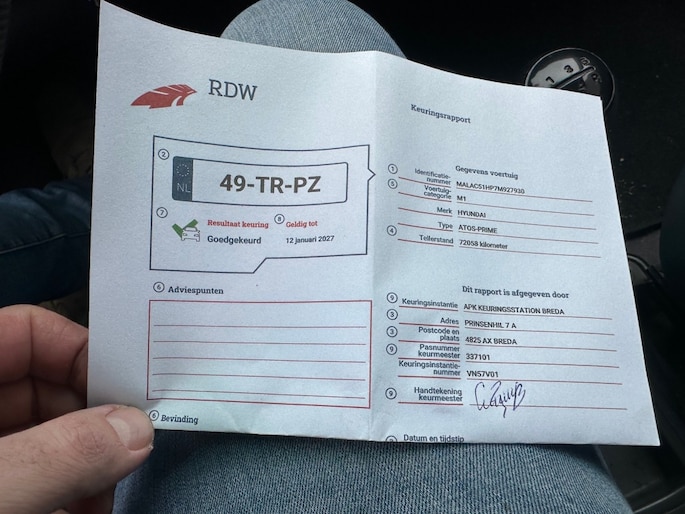 RDW
Keuringsrapport
2
NL
49-TR-PZ
7
Resultaat keuring
Goedgekeurd
8
Geldig tot
12 januari 2027
6 Adviespunten
6 Bevinding
Gegevens voertuig
1 Identificatie-
nummer MALAC51HP7M927930
5 Voertuig-
categorie M1
Merk HYUNDAI
Type ATOS-PRIME
4 Tellerstand 72058 kilometer
Dit rapport is afgegeven door
9 Keuringsinstantie APK KEURINGSSTATION BREDA
3 Adres PRINSENHIL 7 A
3 Postcode en
plaats 4825 AX BREDA
9 Pasnummer
keurmeester 337101
Keuringsinstantie-
nummer VN57V01
9 Handtekening
keurmeester
Datum en tijdstip